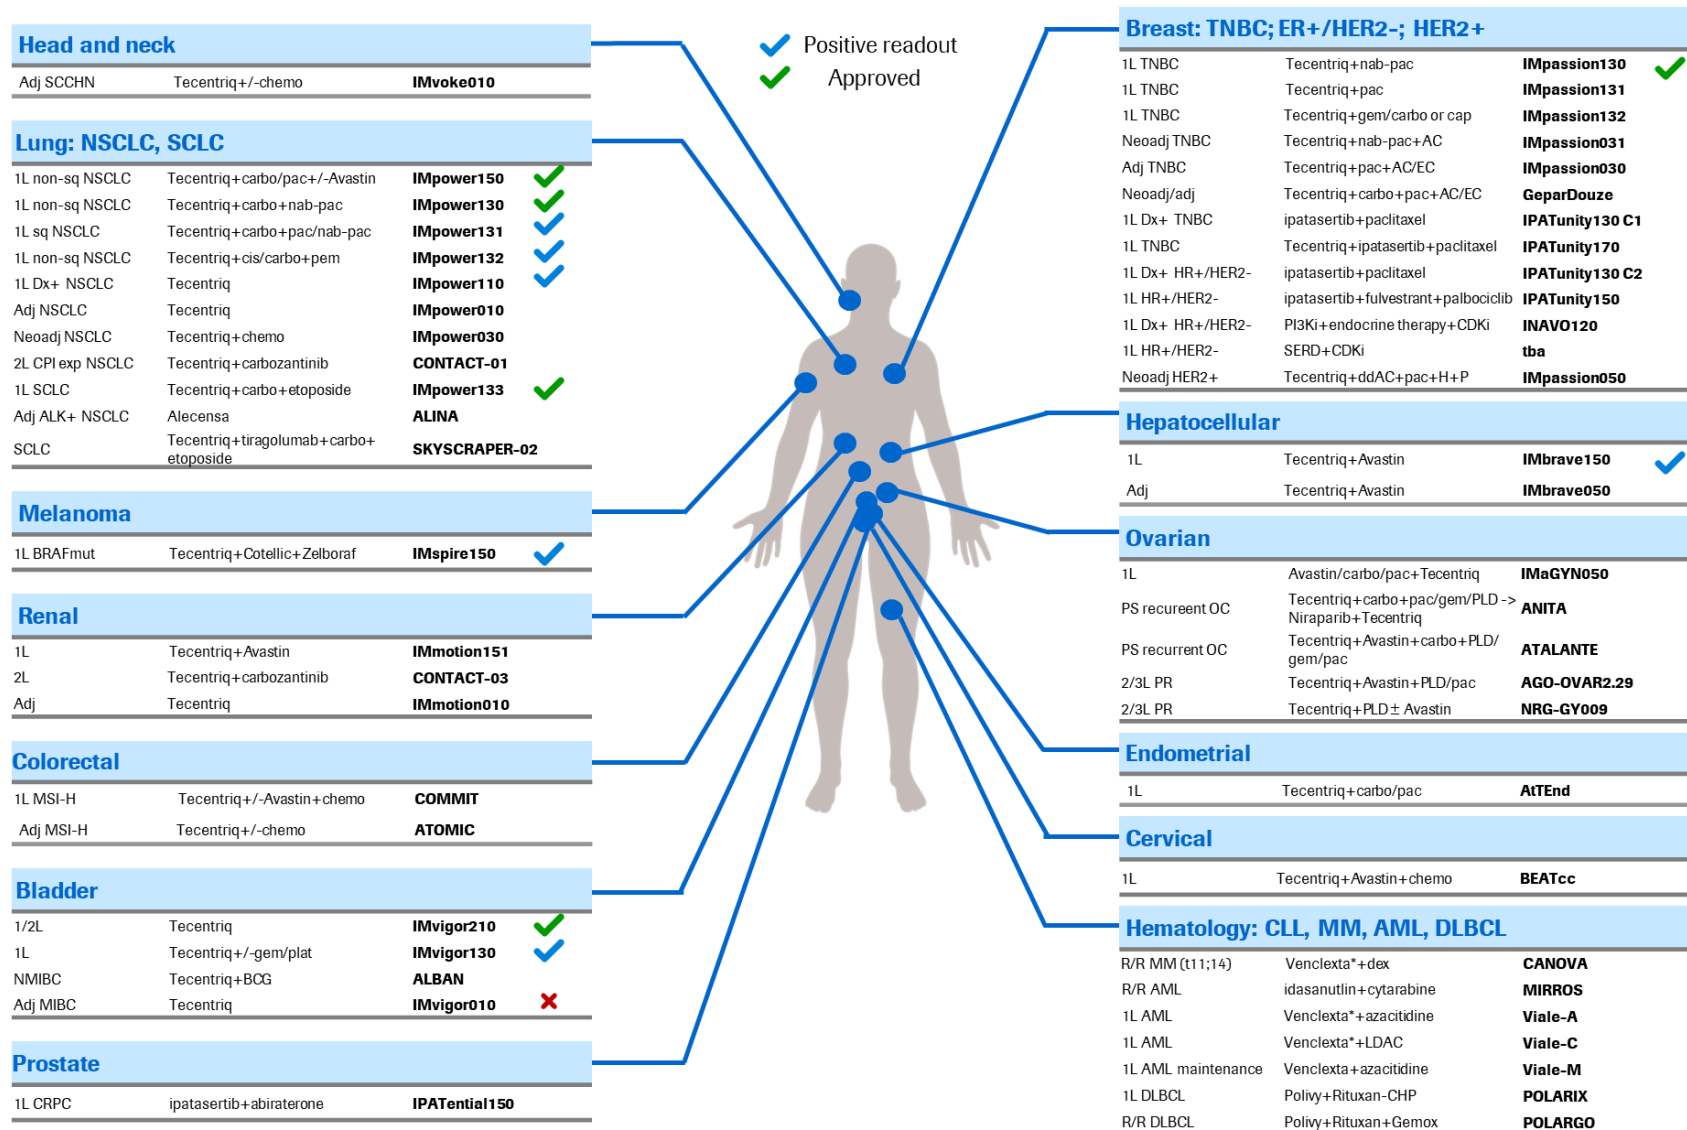 Head and neck
Adj SCCHN Tecentriq+/-chemo IMvoke010
Lung: NSCLC, SCLC
1L non-sq NSCLC Tecentriq+carbo/pac+/-Avastin IMpower150
1L non-sq NSCLC Tecentriq+carbo+nab-pac IMpower130
1L sq NSCLC Tecentriq+carbo+pac/nab-pac IMpower131
1L non-sq NSCLC Tecentriq+cis/carbo+pem IMpower132
1L Dx+ NSCLC Tecentriq IMpower110
Adj NSCLC Tecentriq IMpower010
Neoadj NSCLC Tecentriq+chemo IMpower030
2L CPI exp NSCLC Tecentriq+carbozantinib CONTACT-01
1L SCLC Tecentriq+carbo+etoposide IMpower133
Adj ALK+ NSCLC Alecensa ALINA
SCLC Tecentriq+tiragolumab+carbo+
etoposide SKYSCRAPER-02
Melanoma
1L BRAFmut Tecentriq+Cotellic+Zelboraf IMspire150
Renal
1L Tecentriq+Avastin IMmotion151
2L Tecentriq+carbozantinib CONTACT-03
Adj Tecentriq IMmotion010
Colorectal
1L MSI-H Tecentriq+/-Avastin+chemo COMMIT
Adj MSI-H Tecentriq+/-chemo ATOMIC
Bladder
1/2L Tecentriq IMvigor210
1L Tecentriq+/-gem/plat IMvigor130
NMIBC Tecentriq+BCG ALBAN
Adj MIBC Tecentriq IMvigor010
Prostate
1L CRPC ipatasertib+abiraterone IPATential150
Positive readout
Approved
Breast: TNBC; ER+/HER2-; HER2+
1L TNBC Tecentriq+nab-pac IMpassion130
1L TNBC Tecentriq+pac IMpassion131
1L TNBC Tecentriq+gem/carbo or cap IMpassion132
Neoadj TNBC Tecentriq+nab-pac+AC IMpassion031
Adj TNBC Tecentriq+pac+AC/EC IMpassion030
Neoadj/adj Tecentriq+carbo+pac+AC/EC GeparDouze
1L Dx+ TNBC ipatasertib+paclitaxel IPATunity130 C1
1L TNBC Tecentriq+ipatasertib+paclitaxel IPATunity170
1L Dx+ HR+/HER2- ipatasertib+paclitaxel IPATunity130 C2
1L HR+/HER2- ipatasertib+fulvestrant+palbociclib IPATunity150
1L Dx+ HR+/HER2- PI3Ki+endocrine therapy+CDKi INAVO120
1L HR+/HER2- SERD+CDKi tba
Neoadj HER2+ Tecentriq+ddAC+pac+H+P IMpassion050
Hepatocellular
1L Tecentriq+Avastin IMbrave150
Adj Tecentriq+Avastin IMbrave050
Ovarian
1L Avastin/carbo/pac+Tecentriq IMaGYN050
PS recureent OC Tecentriq+carbo+pac/gem/PLD ->
Niraparib+Tecentriq ANITA
PS recurrent OC Tecentriq+Avastin+carbo+PLD/
gem/pac ATALANTE
2/3L PR Tecentriq+Avastin+PLD/pac AGO-OVAR2.29
2/3L PR Tecentriq+PLD± Avastin NRG-GY009
Endometrial
1L Tecentriq+carbo/pac AtTEnd
Cervical
1L Tecentriq+Avastin+chemo BEATcc
Hematology: CLL, MM, AML, DLBCL
R/R MM (t11;14) Venclexta*+dex CANOVA
R/R AML idasanutlin+cytarabine MIRROS
1L AML Venclexta*+azacitidine Viale-A
1L AML Venclexta*+LDAC Viale-C
1L AML maintenance Venclexta+azacitidine Viale-M
1L DLBCL Polivy+Rituxan-CHP POLARIX
R/R DLBCL Polivy+Rituxan+Gemox POLARGO